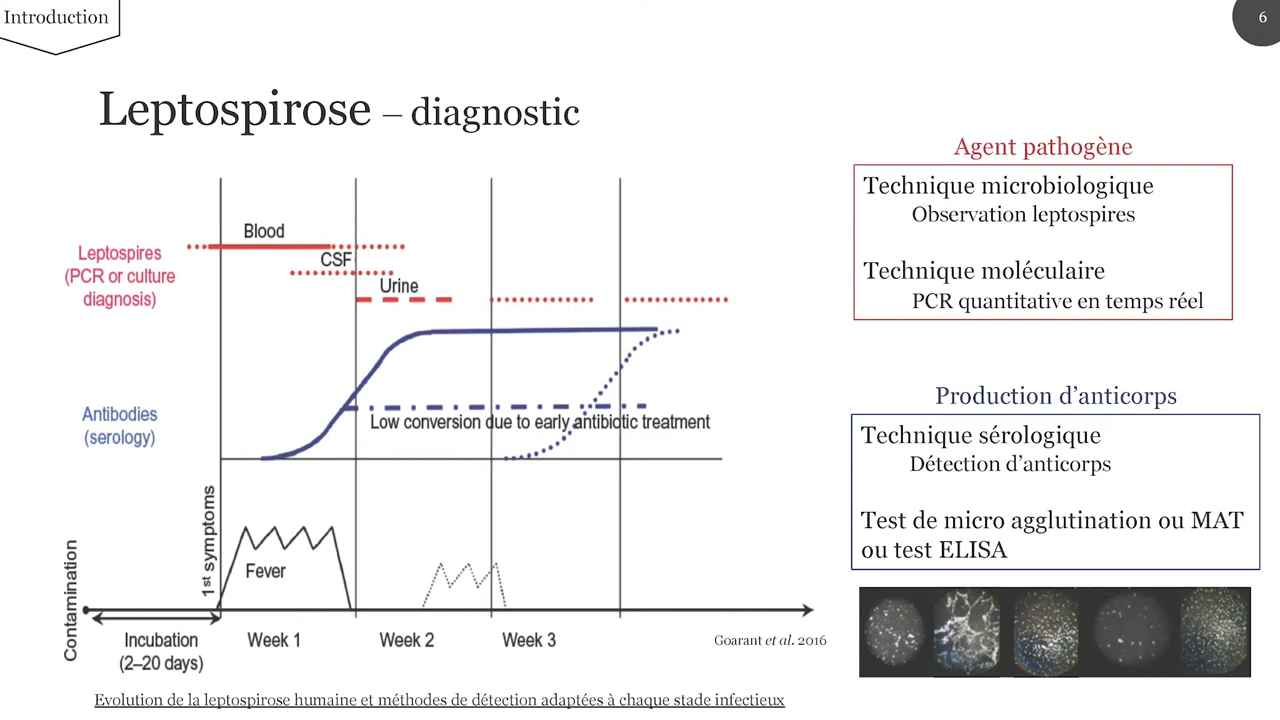 Introduction
6
Leptospirose – diagnostic
Agent pathogène
Technique microbiologique
Observation leptospires
Technique moléculaire
PCR quantitative en temps réel
Production d’anticorps
Technique sérologique
Détection d’anticorps
Test de micro agglutination ou MAT
ou test ELISA
Leptospires
(PCR or culture
diagnosis)
Blood
CSF
Urine
Antibodies
(serology)
Low conversion due to early antibiotic treatment
Contamination
1st symptoms
Fever
Incubation
(2–20 days)
Week 1
Week 2
Week 3
Goarant et al. 2016
Evolution de la leptospirose humaine et méthodes de détection adaptées à chaque stade infectieux